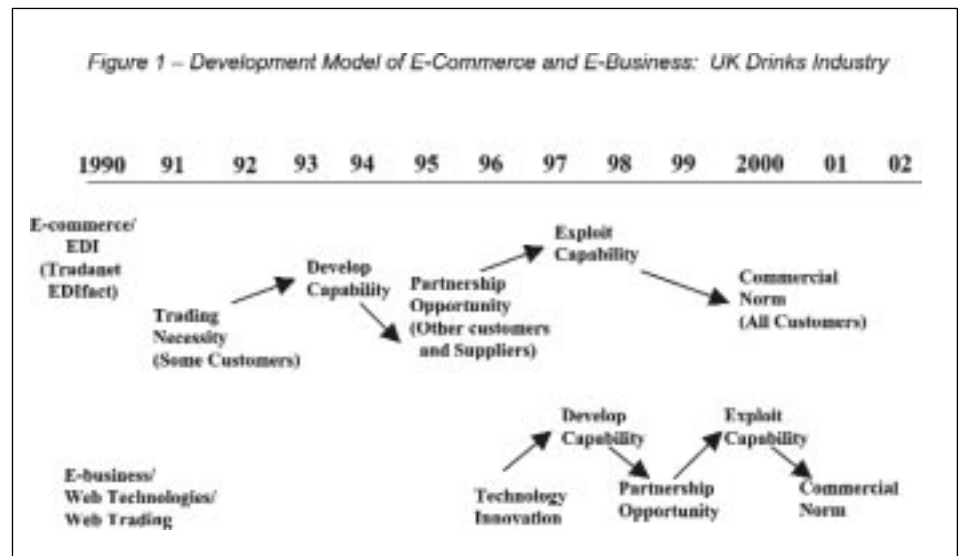 Figure 1 – Development Model of E-Commerce and E-Business: UK Drinks Industry
1990 91 92 93 94 95 96 97 98 99 2000 01 02
E-commerce/
EDI
(Tradanet
EDIfact)
Trading
Necessity
(Some Customers)
Develop
Capability
Partnership
Opportunity
(Other customers
and Suppliers)
Exploit
Capability
Commercial
Norm
(All Customers)
E-business/
Web Technologies/
Web Trading
Technology
Innovation
Develop
Capability
Partnership
Opportunity
Exploit
Capability
Commercial
Norm